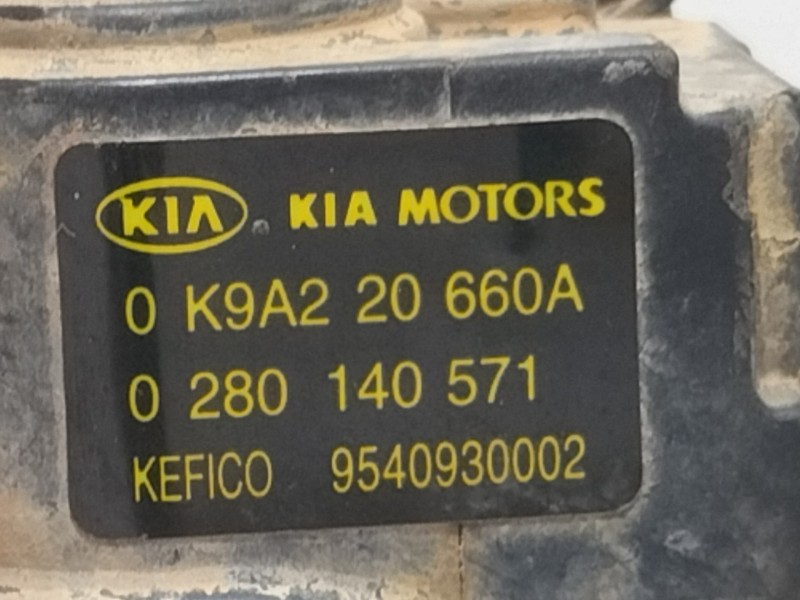 KIA KIA MOTORS
0 K9A2 20 660A
0 280 140 571
KEFICO 9540930002